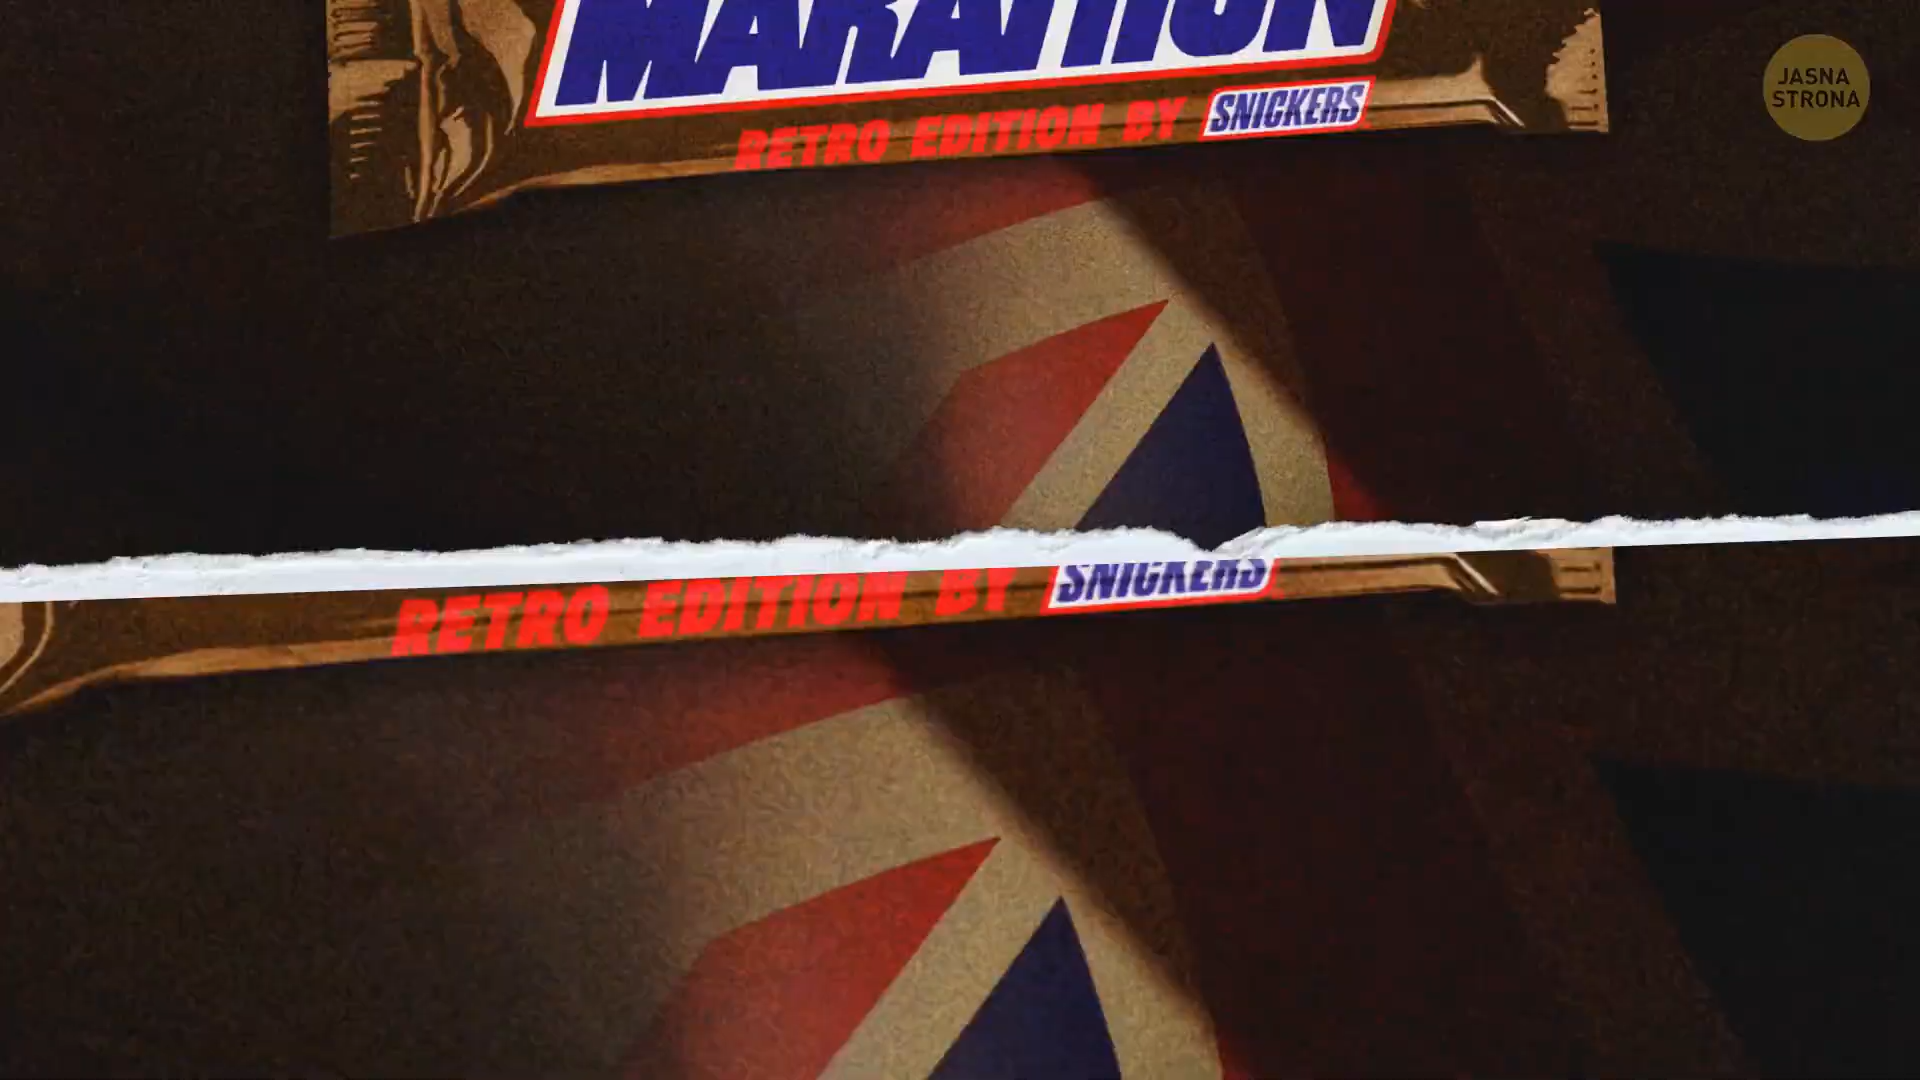 MARATHON
RETRO EDITION BY SNICKERS
JASNA
STRONA
RETRO EDITION BY SNICKERS